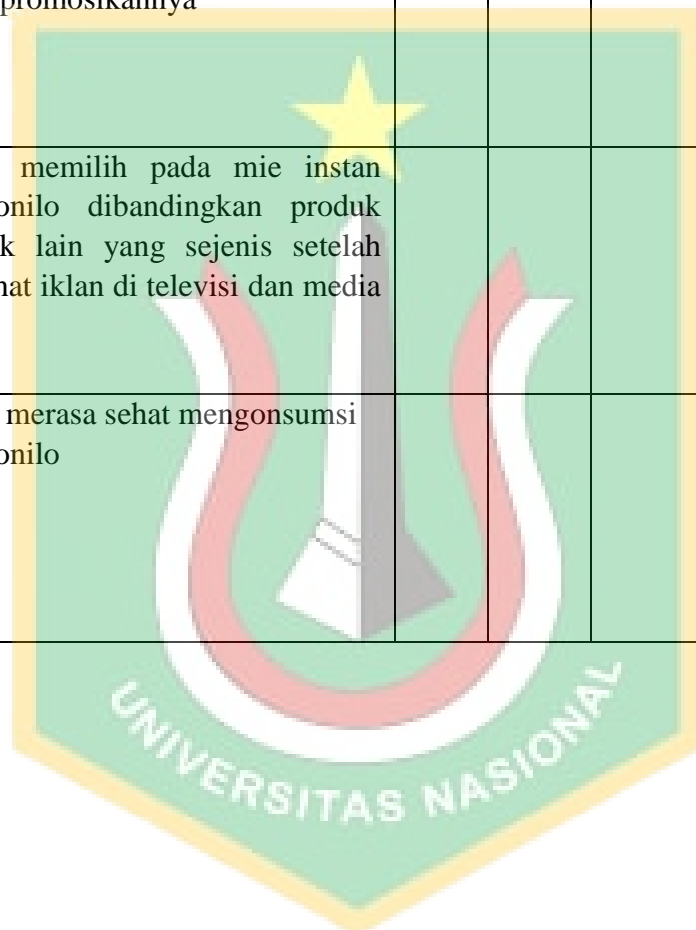 promosikannya
memilih pada mie instan
onilo dibandingkan produk
k lain yang sejenis setelah
hat iklan di televisi dan media
merasa sehat mengonsumsi
onilo
UNIVERSITAS NASIONAL